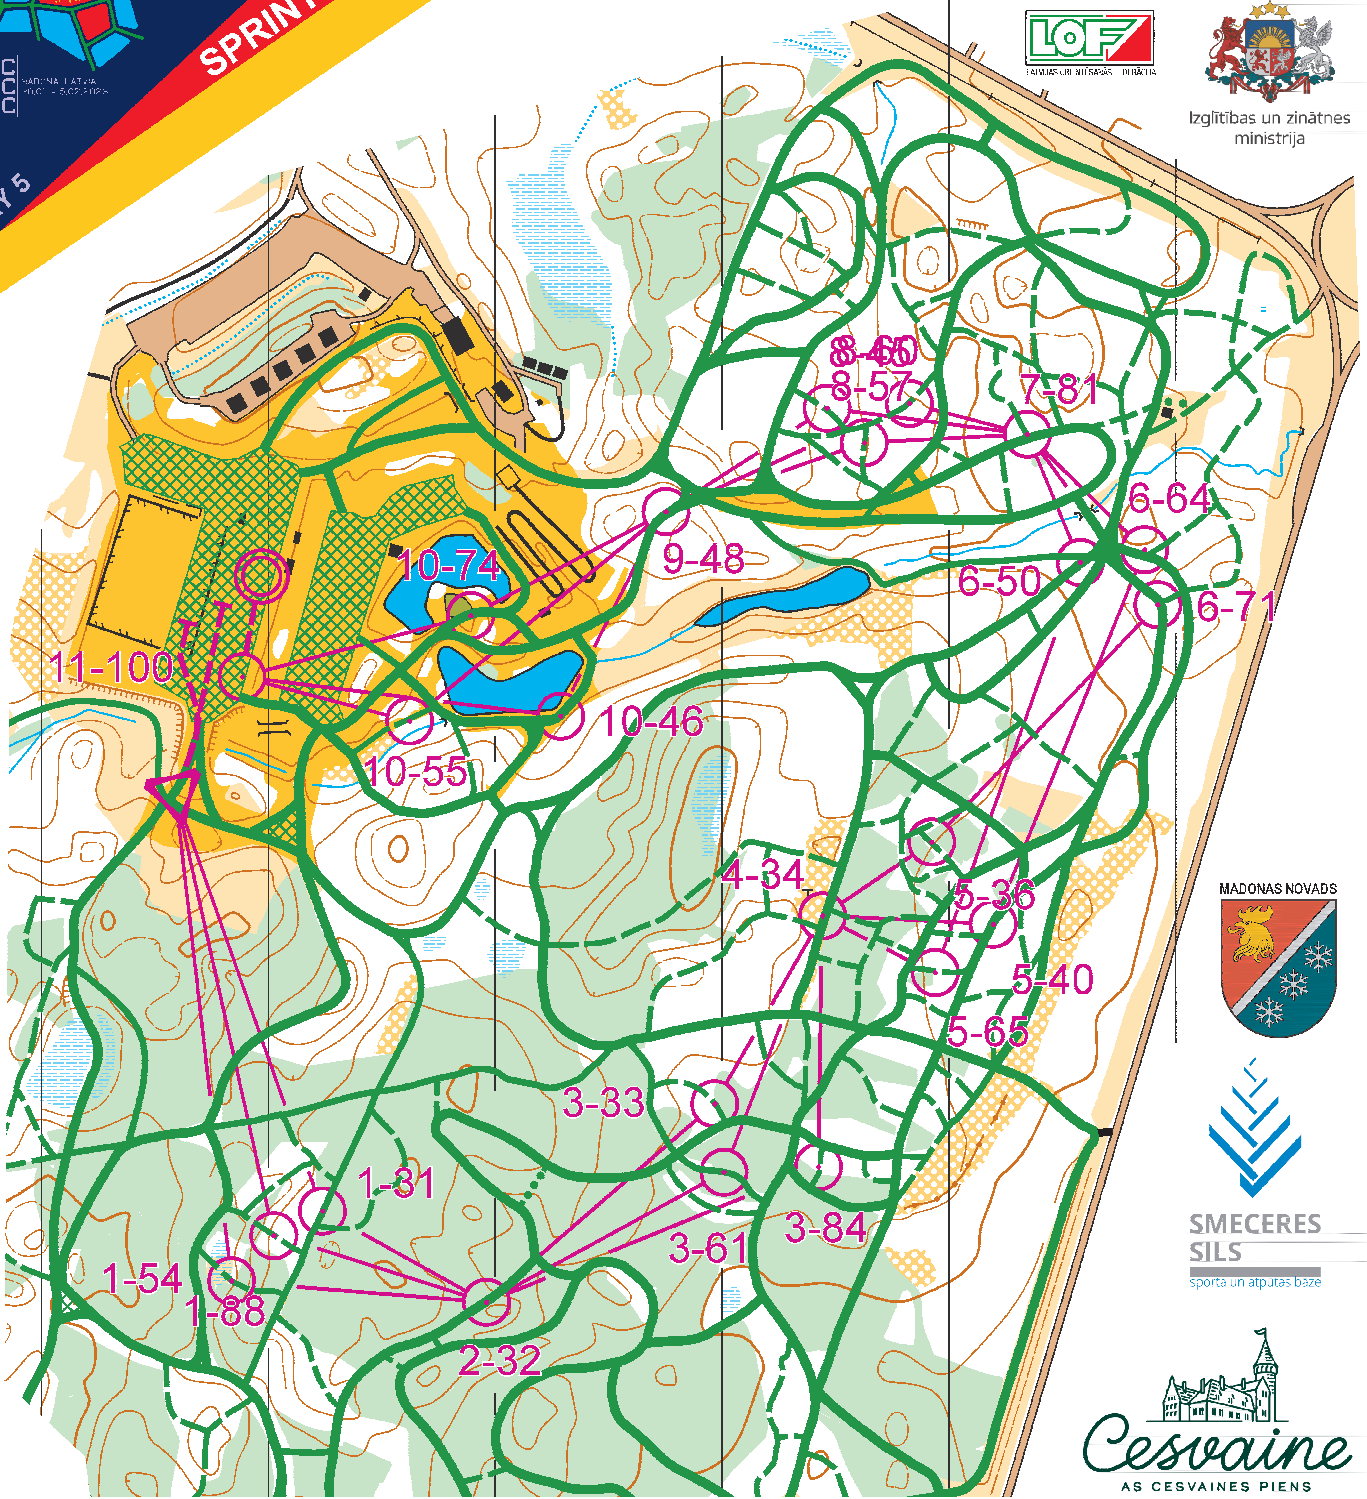 SPRINT
AY 5
LOF
Izglītības un zinātnes
ministrija
8-57
7-81
6-64
9-48
6-50
6-71
10-74
11-100
10-46
10-55
4-34
5-36
5-40
5-65
3-33
1-31
3-84
3-61
1-54
1-88
2-32
MADONAS NOVADS
SMECERES
SILS
sporta un atpūtas bāze
Cesvaine
AS CESVAINES PIENS